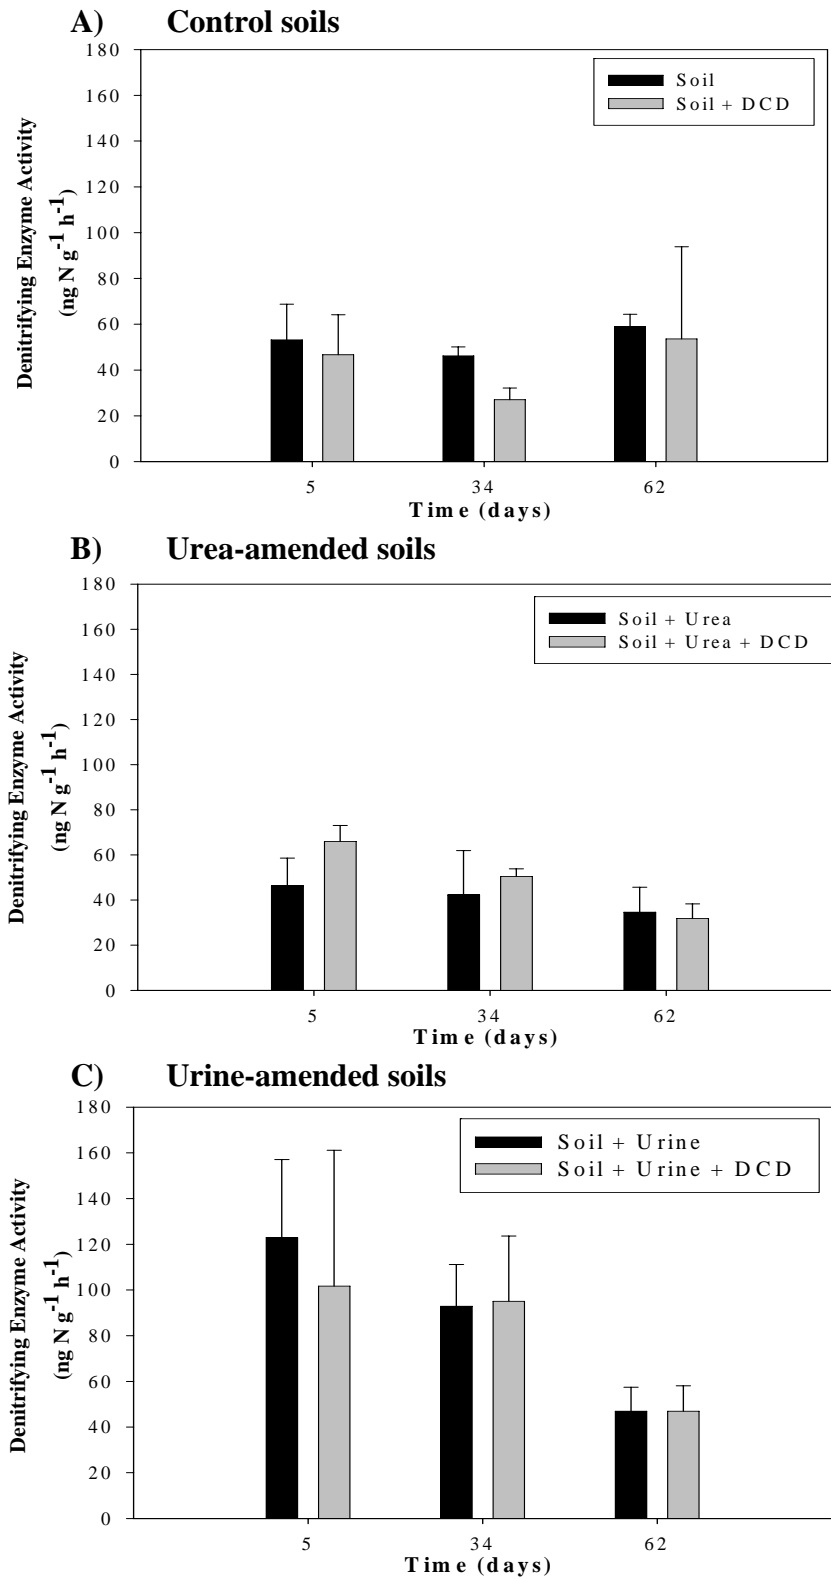 A) Control soils
180
160
140
120
100
80
60
40
20
0
Denitrifying Enzyme Activity
(ng N g-1 h-1)
Soil
Soil + DCD
5 34 62
Time (days)
B) Urea-amended soils
180
160
140
120
100
80
60
40
20
0
Denitrifying Enzyme Activity
(ng N g-1 h-1)
Soil + Urea
Soil + Urea + DCD
5 34 62
Time (days)
C) Urine-amended soils
180
160
140
120
100
80
60
40
20
0
Denitrifying Enzyme Activity
(ng N g-1 h-1)
Soil + Urine
Soil + Urine + DCD
5 34 62
Time (days)